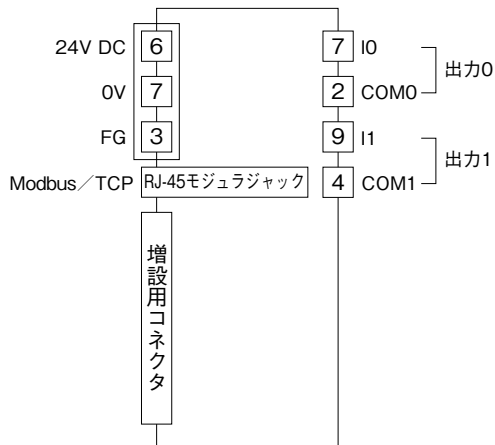 24V DC 6
0V 7
FG 3
Modbus／TCP RJ-45モジュラジャック
増設用コネクタ
7 I0
2 COM0
出力0
9 I1
4 COM1
出力1